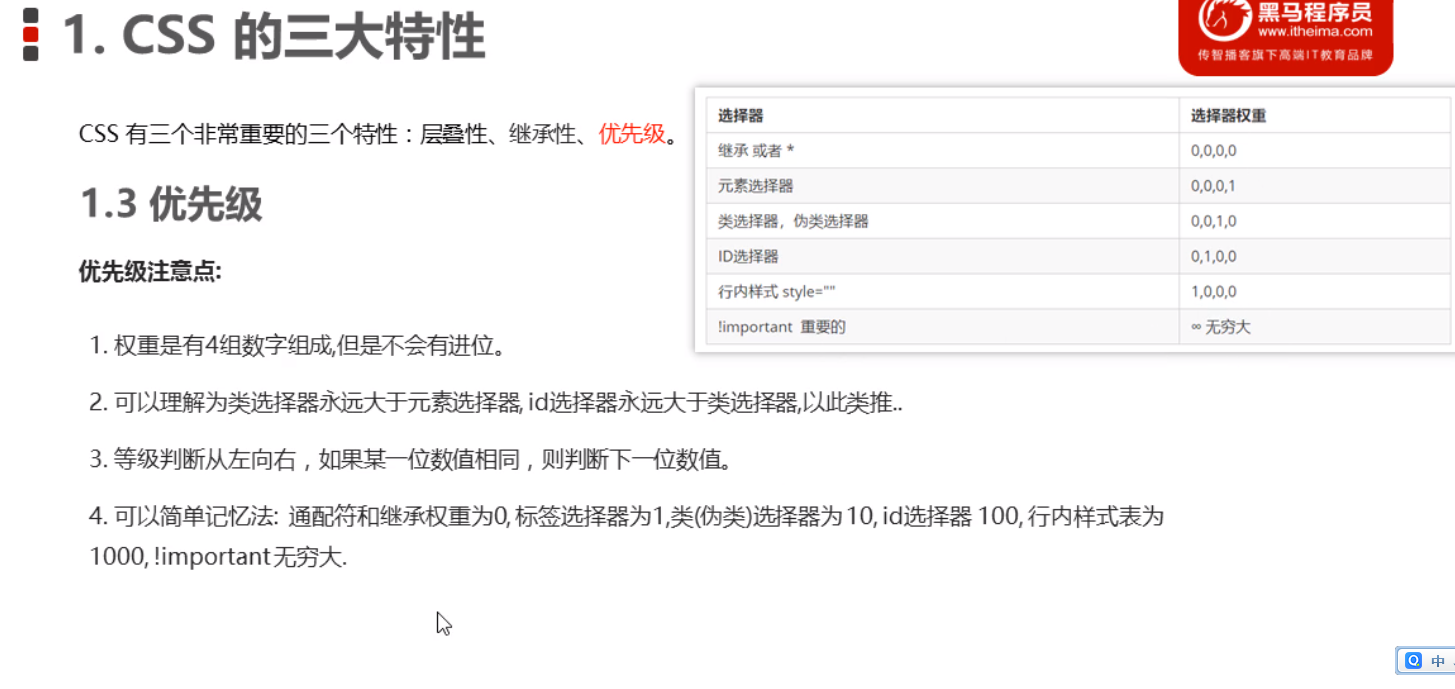 1. CSS 的三大特性
黑马程序员
www.itheima.com
传智播客旗下高端IT教育品牌
CSS 有三个非常重要的三个特性：层叠性、继承性、优先级。
选择器 选择器权重
继承 或者 * 0,0,0,0
元素选择器 0,0,0,1
类选择器，伪类选择器 0,0,1,0
ID选择器 0,1,0,0
行内样式 style="" 1,0,0,0
!important 重要的 ∞ 无穷大
1.3 优先级
优先级注意点:
1. 权重是有4组数字组成,但是不会有进位。
2. 可以理解为类选择器永远大于元素选择器, id选择器永远大于类选择器,以此类推..
3. 等级判断从左向右，如果某一位数值相同，则判断下一位数值。
4. 可以简单记忆法: 通配符和继承权重为0, 标签选择器为1,类(伪类)选择器为 10, id选择器 100, 行内样式表为
1000, !important 无穷大.
中